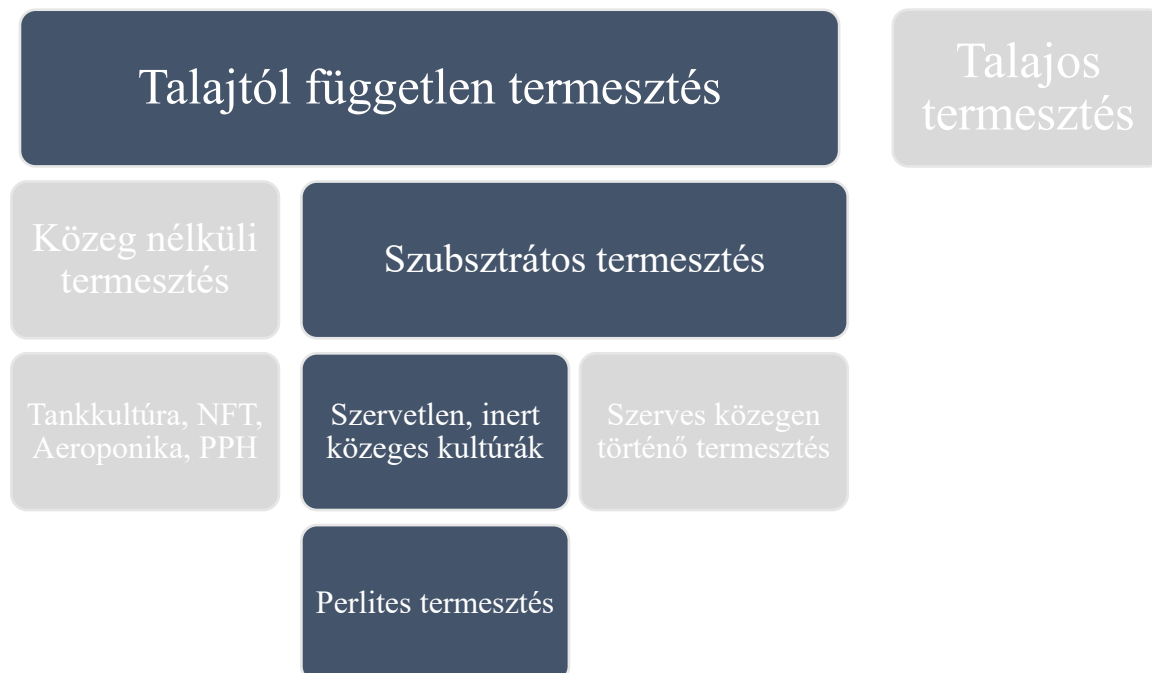 Talajtól független termesztés
Talajos
termesztés
Közeg nélküli
termesztés
Szubsztrátos termesztés
Tankkultúra, NFT,
Aeroponika, PPH
Szervetlen, inert
közeges kultúrák
Szerves közegen
történő termesztés
Perlites termesztés